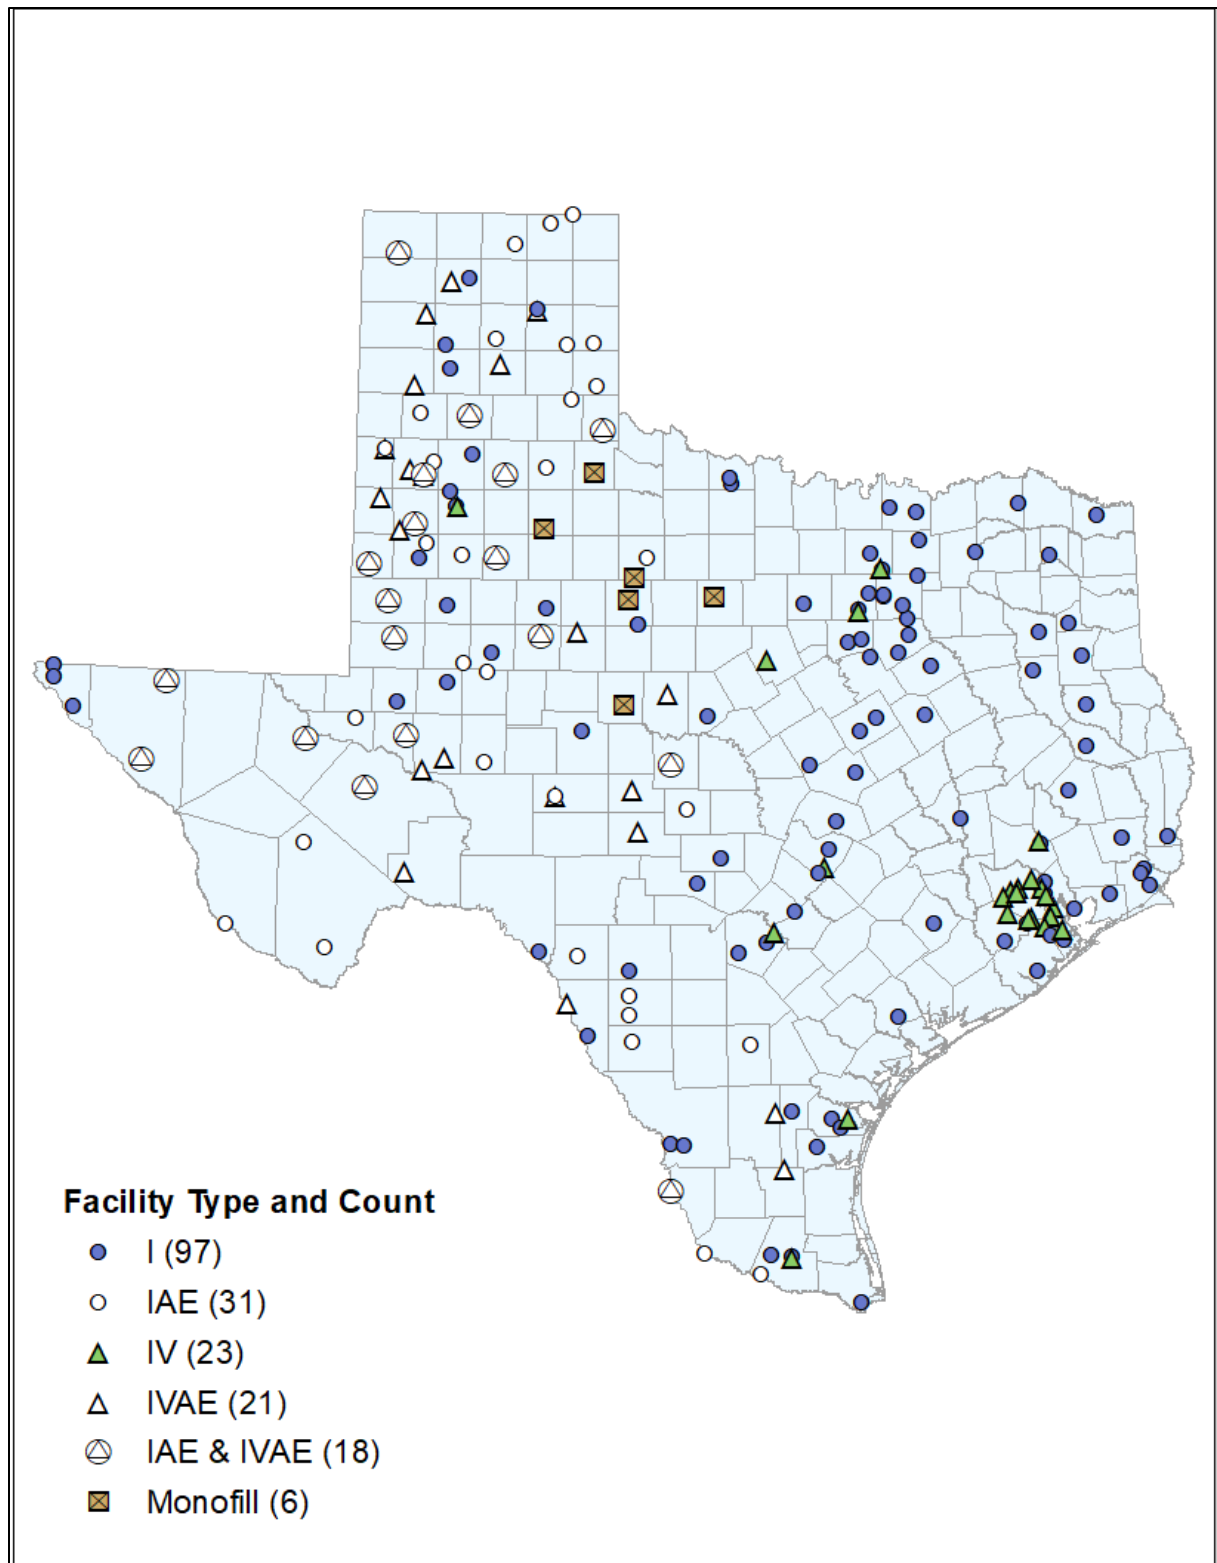 Facility Type and Count
I (97)
IAE (31)
IV (23)
IVAE (21)
IAE & IVAE (18)
Monofill (6)